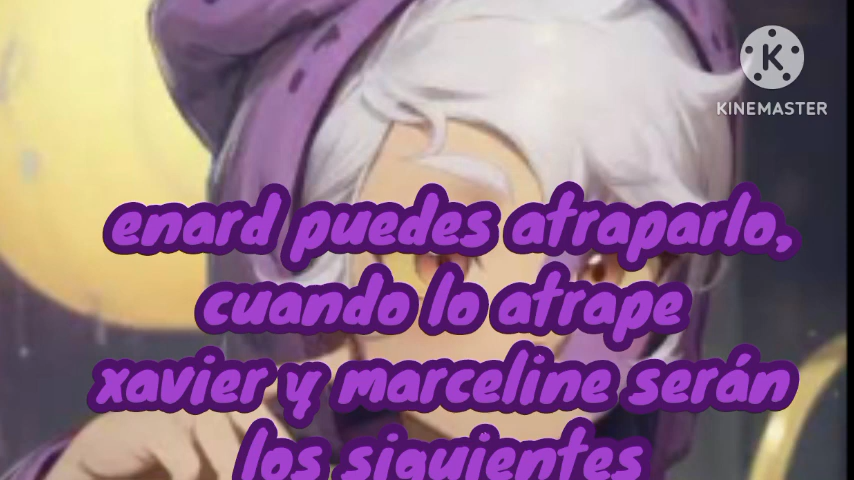 KINEMASTER
enard puedes atraparlo,
cuando lo atrape
xavier y marceline serán
los siguientes